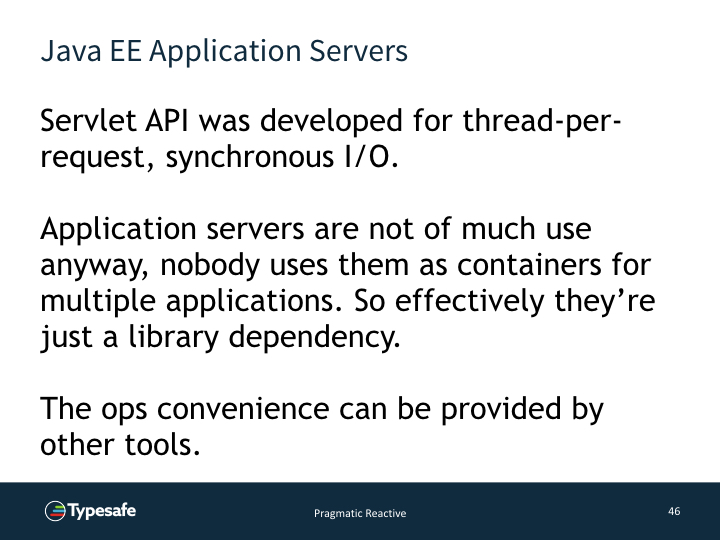 Java EE Application Servers
Servlet API was developed for thread-per-
request, synchronous I/O.
Application servers are not of much use
anyway, nobody uses them as containers for
multiple applications. So effectively they’re
just a library dependency.
The ops convenience can be provided by
other tools.
Typesafe
Pragmatic Reactive
46